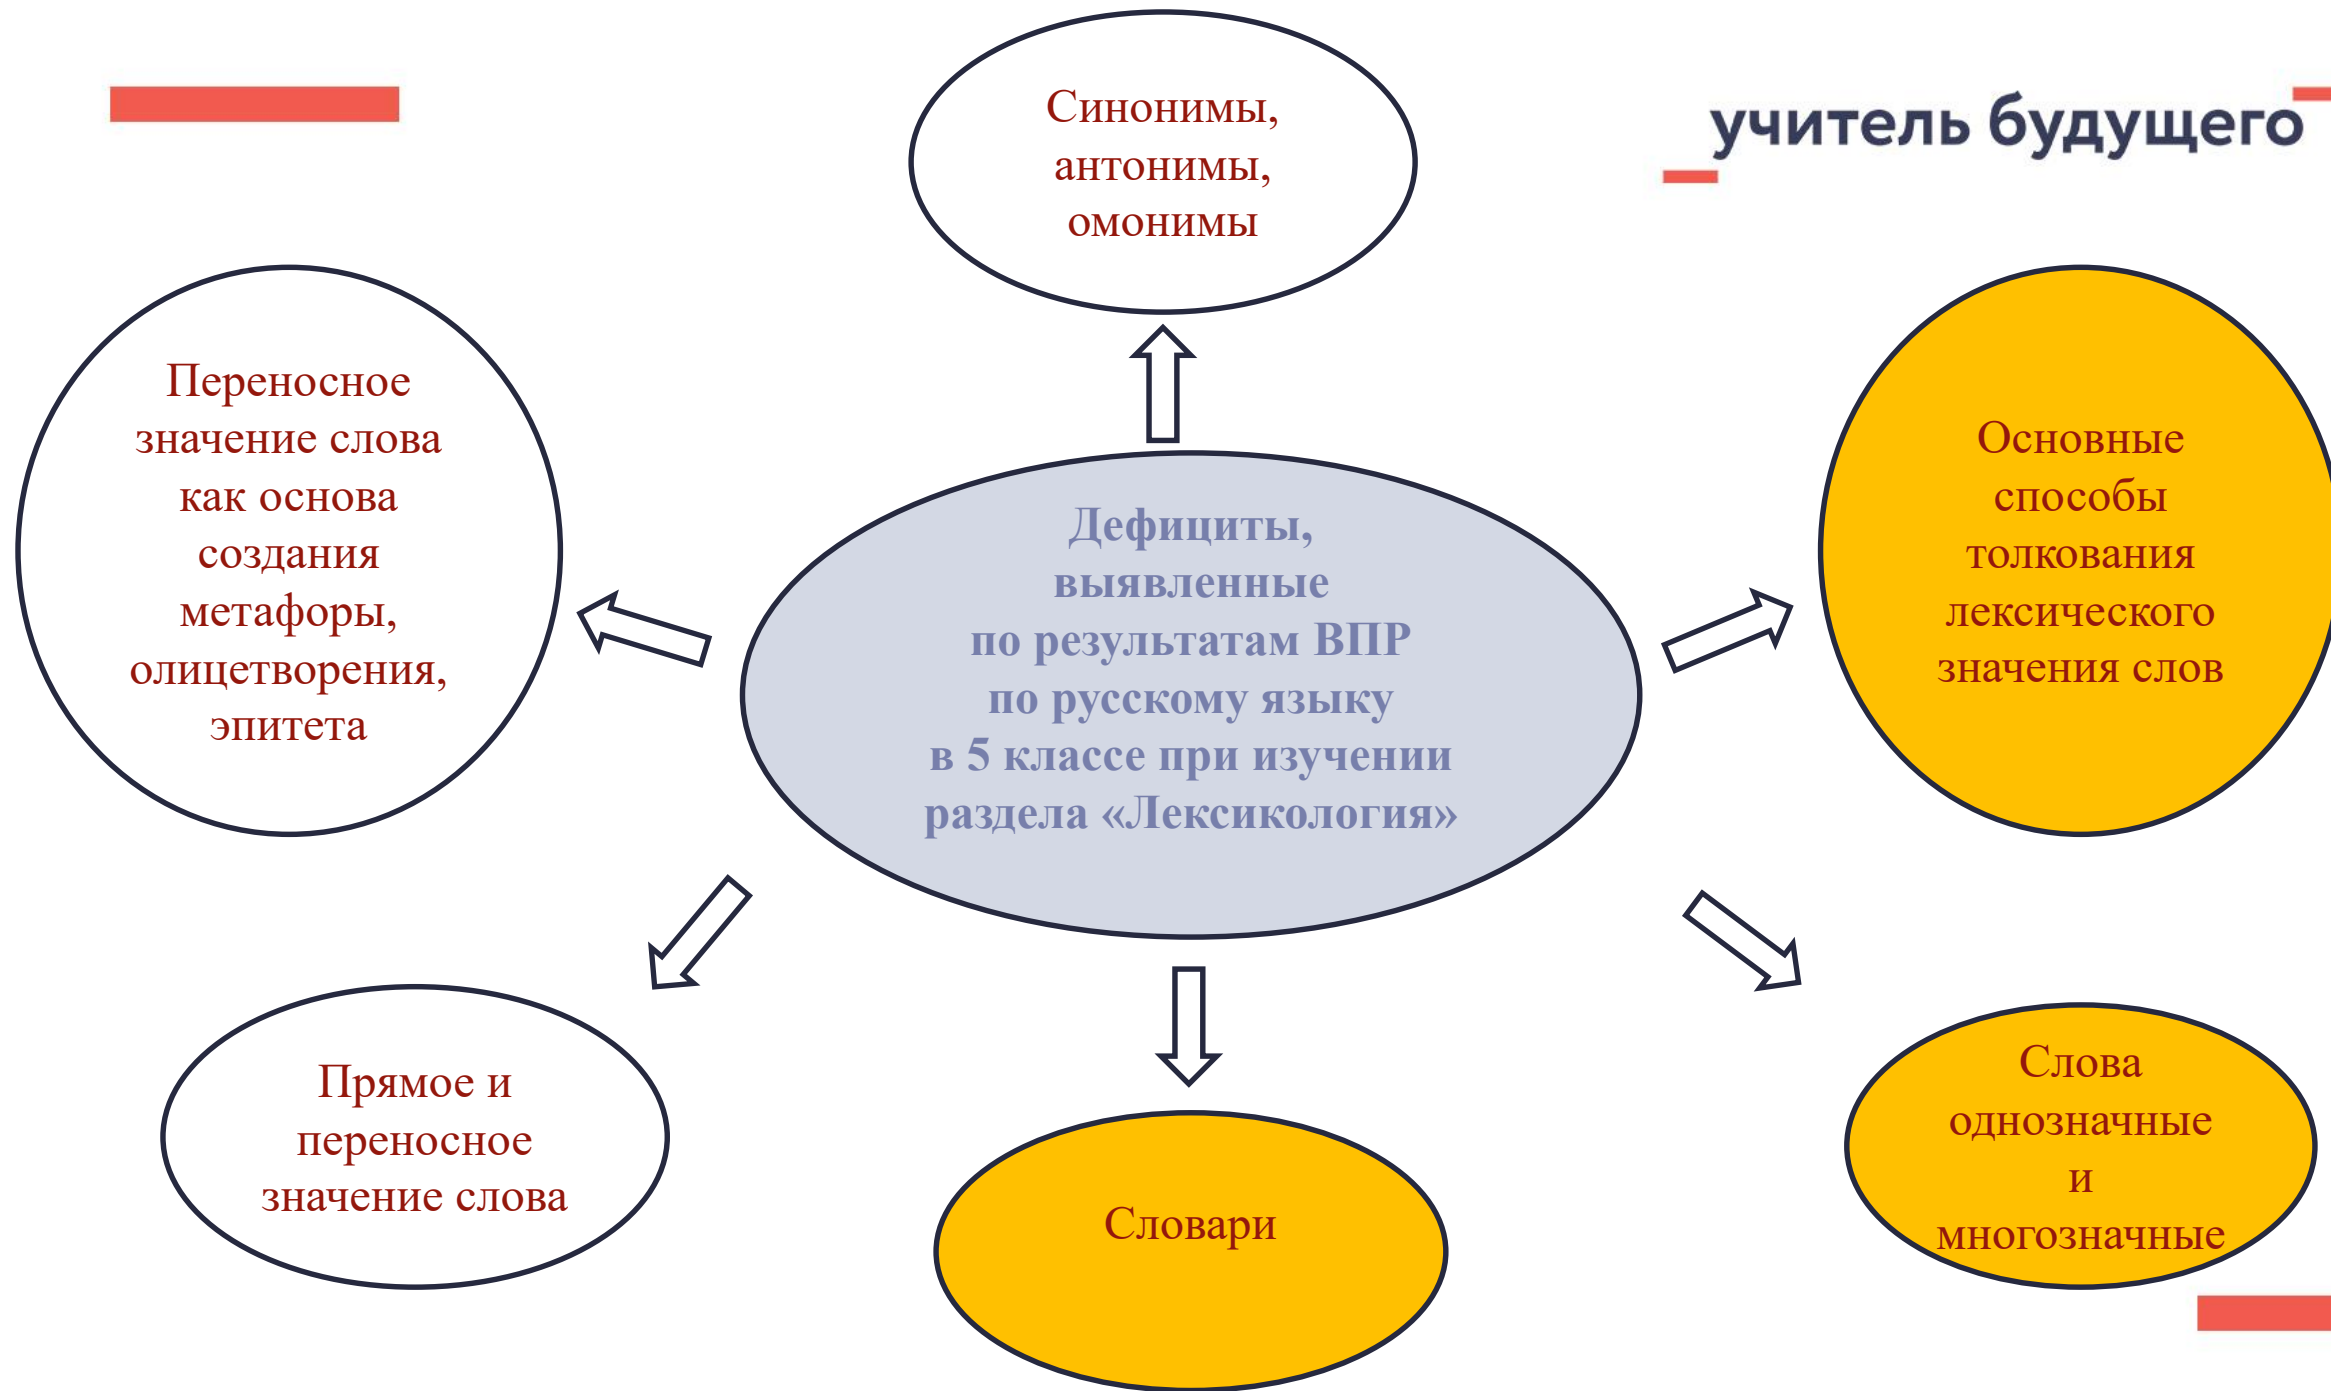 Синонимы,
антонимы,
омонимы
учитель будущего
Переносное
значение слова
как основа
создания
метафоры,
олицетворения,
эпитета
Дефициты,
выявленные
по результатам ВПР
по русскому языку
в 5 классе при изучении
раздела «Лексикология»
Основные
способы
толкования
лексического
значения слов
Прямое и
переносное
значение слова
Словари
Слова
однозначные
и
многозначные